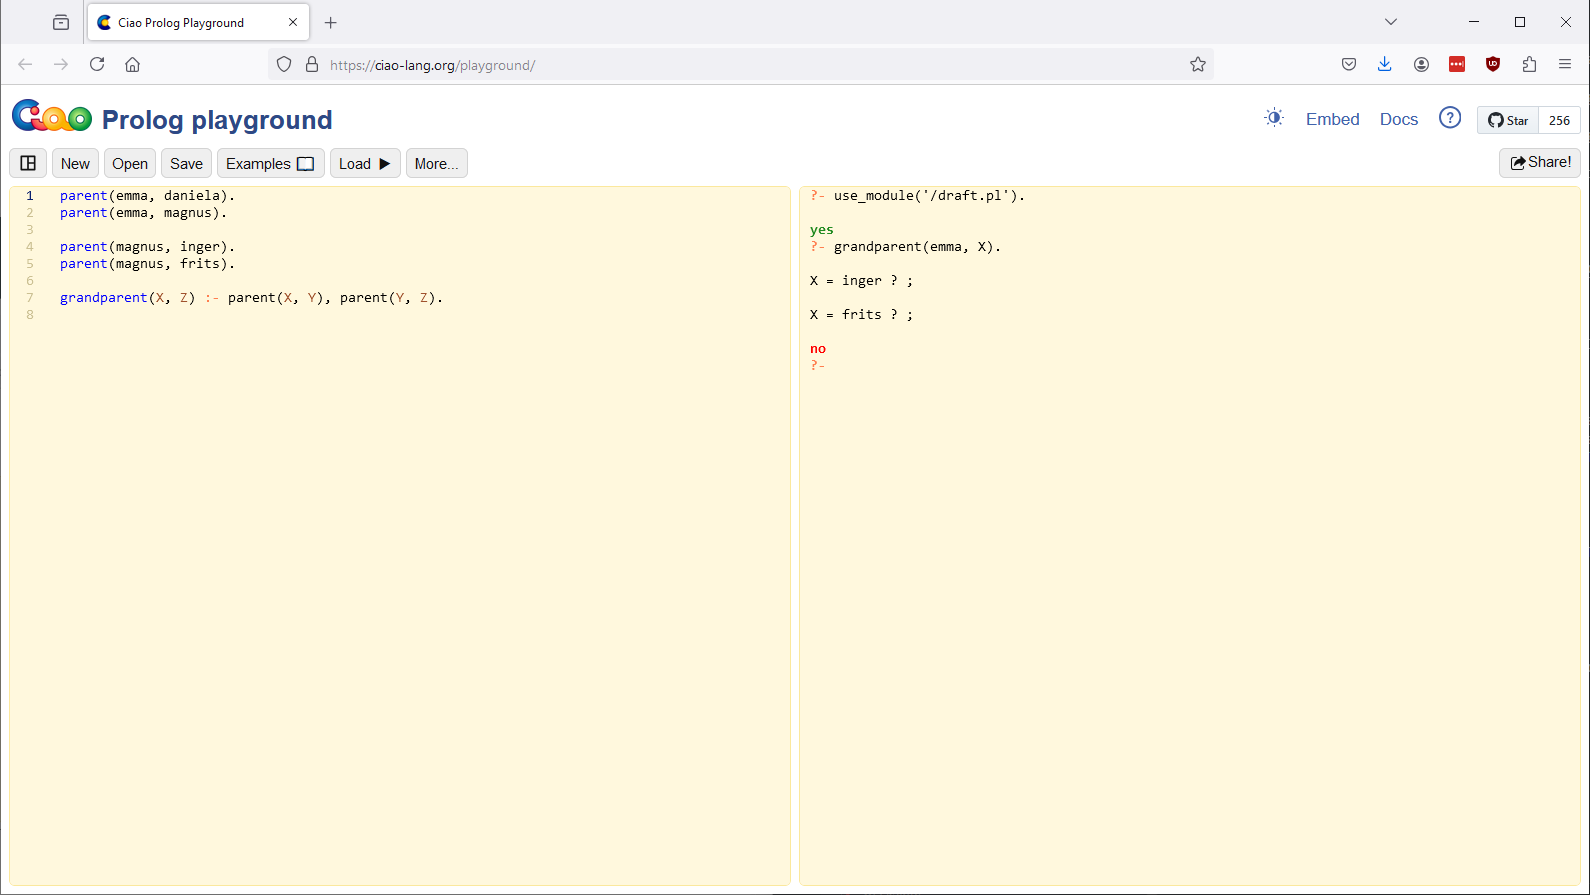 Ciao Prolog Playground
https://ciao-lang.org/playground/
Ciao Prolog playground
Embed Docs ? Star 256
New Open Save Examples Load More... Share!
1 parent(emma, daniela).
2 parent(emma, magnus).
3
4 parent(magnus, inger).
5 parent(magnus, frits).
6
7 grandparent(X, Z) :- parent(X, Y), parent(Y, Z).
8
?- use_module('/draft.pl').
yes
?- grandparent(emma, X).
X = inger ? ;
X = frits ? ;
no
?-